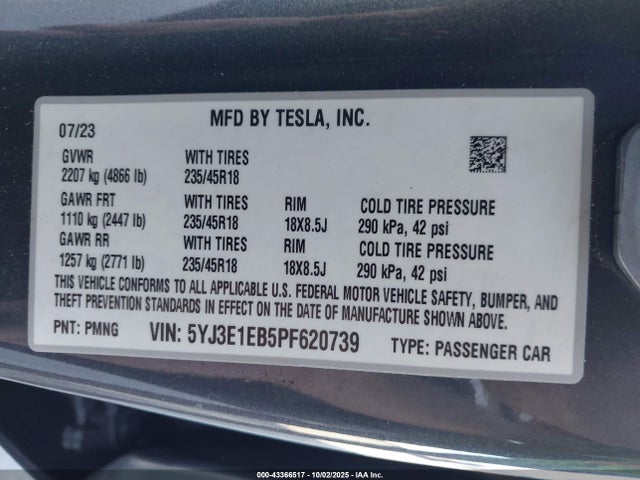 MFD BY TESLA, INC.
07/23
GVWR WITH TIRES
2207 kg (4866 lb) 235/45R18
GAWR FRT WITH TIRES RIM COLD TIRE PRESSURE
1110 kg (2447 lb) 235/45R18 18X8.5J 290 kPa, 42 psi
GAWR RR WITH TIRES RIM COLD TIRE PRESSURE
1257 kg (2771 lb) 235/45R18 18X8.5J 290 kPa, 42 psi
THIS VEHICLE CONFORMS TO ALL APPLICABLE U.S. FEDERAL MOTOR VEHICLE SAFETY, BUMPER, AND
THEFT PREVENTION STANDARDS IN EFFECT ON THE DATE OF MANUFACTURE SHOWN ABOVE.
PNT: PMNG VIN: 5YJ3E1EB5PF620739 TYPE: PASSENGER CAR
000-43366517 | 10/02/2025 | IAA Inc.